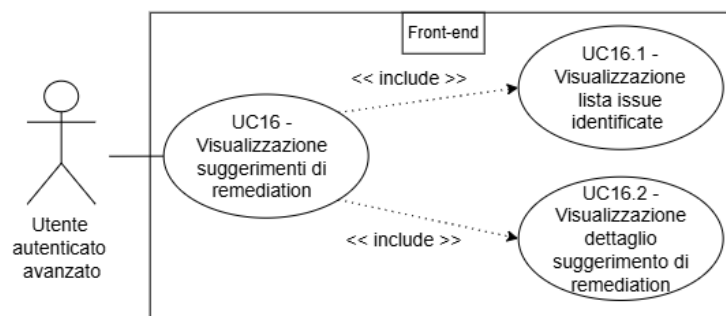 Front-end
<< include >>
UC16.1 -
Visualizzazione
lista issue
identificate
UC16 -
Visualizzazione
suggerimenti di
remediation
Utente
autenticato
avanzato
<< include >>
UC16.2 -
Visualizzazione
dettaglio
suggerimento di
remediation